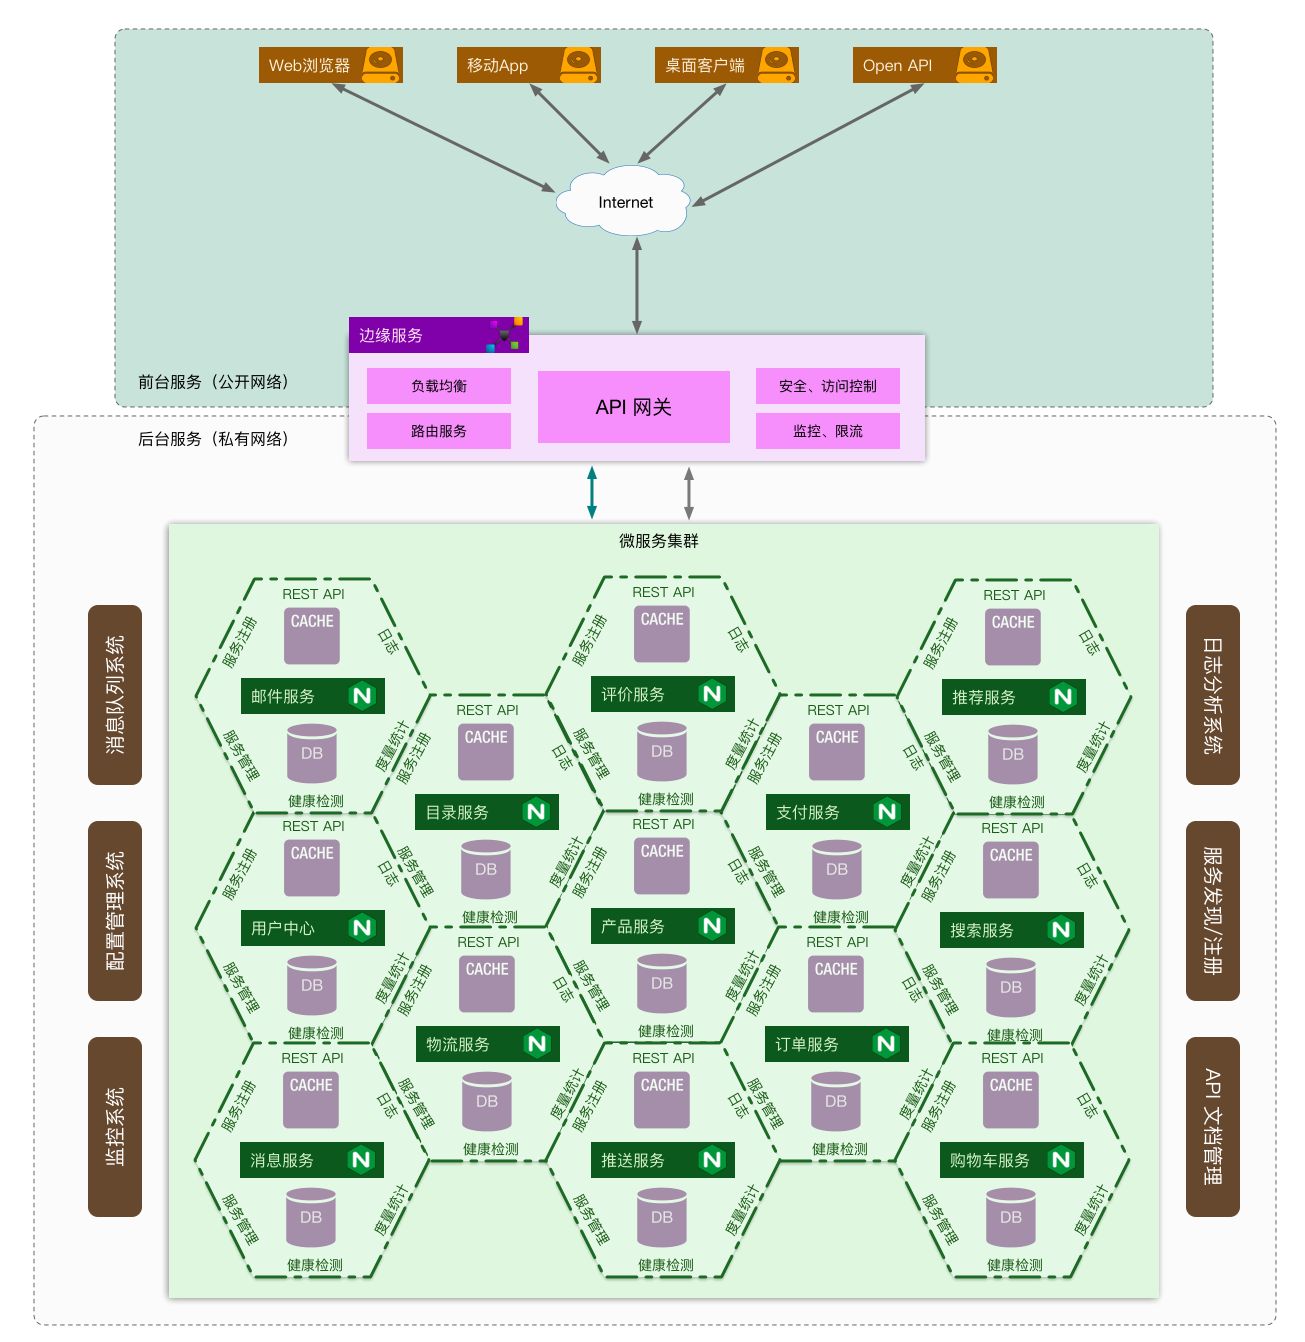 Web浏览器
移动App
桌面客户端
Open API
Internet
边缘服务
前台服务（公开网络）
负载均衡
API 网关
安全、访问控制
路由服务
监控、限流
后台服务（私有网络）
微服务集群
消息队列系统
配置管理系统
监控系统
REST API
CACHE
服务注册
日志
邮件服务
服务管理
DB
度量统计
健康检测
REST API
CACHE
服务注册
日志
评价服务
服务管理
DB
度量统计
健康检测
REST API
CACHE
服务注册
日志
推荐服务
服务管理
DB
度量统计
健康检测
REST API
CACHE
服务注册
日志
目录服务
服务管理
DB
度量统计
健康检测
REST API
CACHE
服务注册
日志
支付服务
服务管理
DB
度量统计
健康检测
REST API
CACHE
服务注册
日志
用户中心
服务管理
DB
度量统计
健康检测
REST API
CACHE
服务注册
日志
产品服务
服务管理
DB
度量统计
健康检测
REST API
CACHE
服务注册
日志
搜索服务
服务管理
DB
度量统计
健康检测
REST API
CACHE
服务注册
日志
物流服务
服务管理
DB
度量统计
健康检测
REST API
CACHE
服务注册
日志
订单服务
服务管理
DB
度量统计
健康检测
REST API
CACHE
服务注册
日志
消息服务
服务管理
DB
度量统计
健康检测
REST API
CACHE
服务注册
日志
推送服务
服务管理
DB
度量统计
健康检测
REST API
CACHE
服务注册
日志
购物车服务
服务管理
DB
度量统计
健康检测
日志分析系统
服务发现/注册
API 文档管理